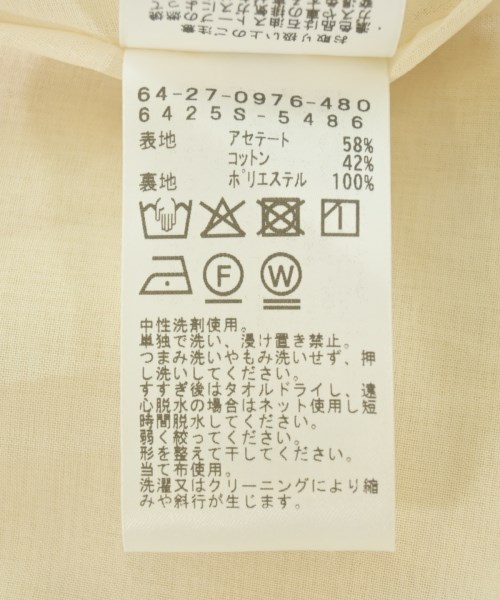 64-27-0976-480
6425S-5486
表地 アセテート 58%
コットン 42%
裏地 ポリエステル 100%
F W
中性洗剤使用。
単独で洗い、浸け置き禁止。
つまみ洗いやもみ洗いせず、押
し洗いしてください。
すすぎ後はタオルドライし、遠
心脱水の場合はネット使用し短
時間脱水してください。
弱く絞ってください。
形を整えて干してください。
当て布使用。
洗濯又はクリーニングにより縮
みや斜行が生じます。